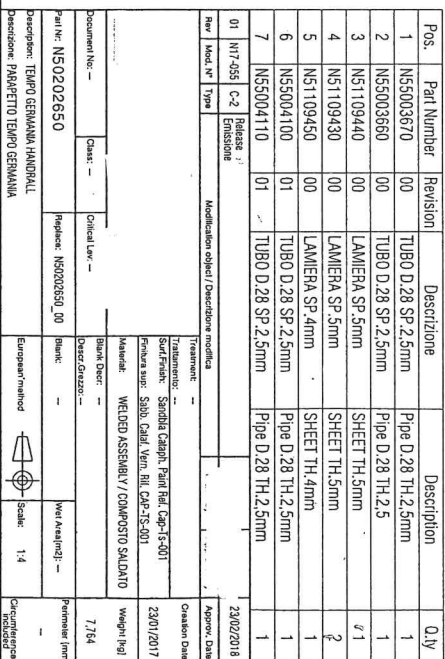 Pos. Part Number Revision Descrizione Description Q.ty
1 N55003670 00 TUBO D.28 SP.2,5mm Pipe D.28 TH.2,5mm 1
2 N55003660 00 TUBO D.28 SP.2,5mm Pipe D.28 TH.2,5 1
3 N51109440 00 LAMIERA SP.5mm SHEET TH.5mm 1
4 N51109430 00 LAMIERA SP.5mm SHEET TH.5mm 2
5 N51109450 00 LAMIERA SP.4mm SHEET TH.4mm 1
6 N55004100 01 TUBO D.28 SP.2,5mm Pipe D.28 TH.2,5mm 1
7 N55004110 01 TUBO D.28 SP.2,5mm Pipe D.28 TH.2,5mm 1
01 N17-055 C-2 Release Emissione 23/02/2018
Rev Mod. N° Type Modification object / Descrizione modifica Approv. Date
Treatment: --
Trattamento: --
Creation Date
Surf.Finish: Sandbla Cataph. Paint Ref. Cap-Ts-001
Finitura sup: Sabb. Cataf. Vern. Rif. CAP-TS-001
23/01/2017
Material: WELDED ASSEMBLY / COMPOSTO SALDATO
Weight [kg]
Document No: -- Class: -- Critical Lev: --
Blank Decr: --
Descr.Grezzo: --
7,764
Part Nr: N50202650 Replace: N50202650_00 Blank: -- Wet Area[m2]: -- Perimeter [mm
Description: TEMPO GERMANIA HANDRALL
Descrizione: PARAPETTO TEMPO GERMANIA
European method Scale: 1:4
--
Circumference
included